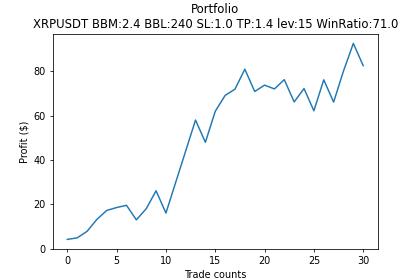 Portfolio
XRPUSDT BBM:2.4 BBL:240 SL:1.0 TP:1.4 lev:15 WinRatio:71.0
80
60
40
20
0
Profit ($)
0 5 10 15 20 25 30
Trade counts